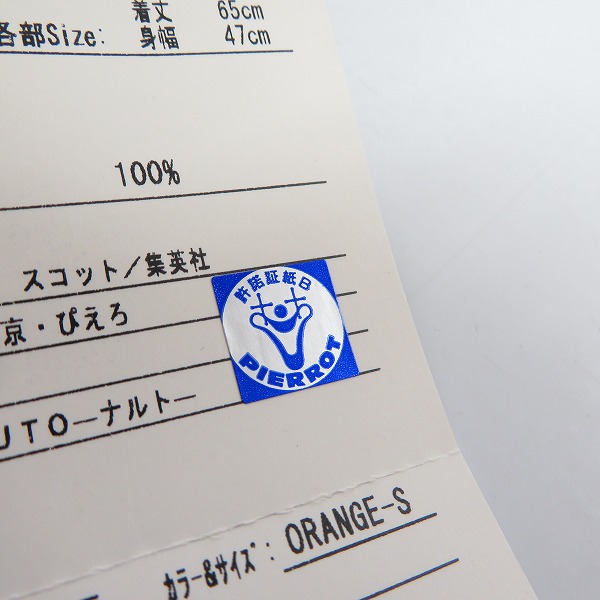 着丈 65cm
各部Size: 身幅 47cm
100%
スコット／集英社
京・ぴえろ
UTO―ナルト―
許諾証紙B
PIERROT
カラー&サイズ: ORANGE-S